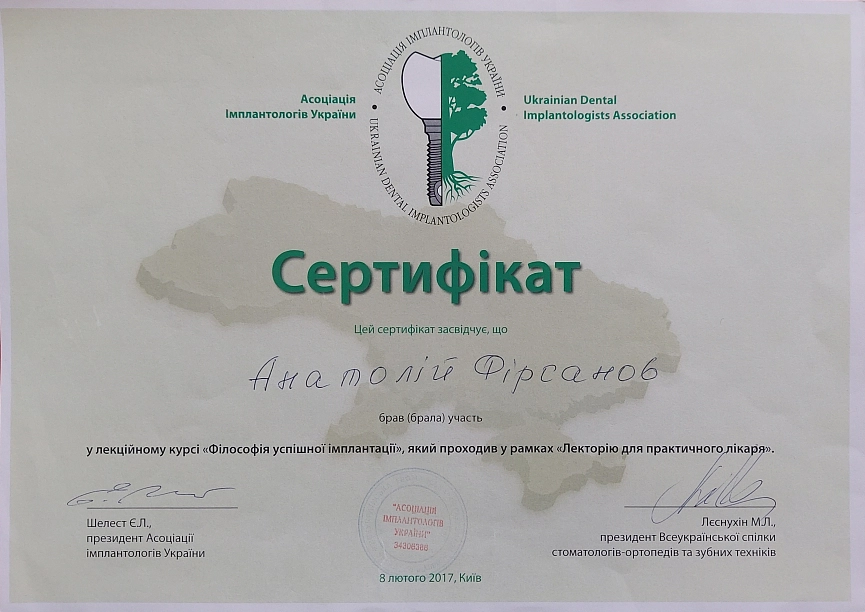 Асоціація
Імплантологів України
АСОЦІАЦІЯ ІМПЛАНТОЛОГІВ УКРАЇНИ
UKRAINIAN DENTAL IMPLANTOLOGISTS ASSOCIATION
Ukrainian Dental
Implantologists Association
Сертифікат
Цей сертифікат засвідчує, що
Анатолій Фірсанов
брав (брала) участь
у лекційному курсі «Філософія успішної імплантації», який проходив у рамках «Лекторію для практичного лікаря».
Шелест Є.Л.,
президент Асоціації
імплантологів України
"АСОЦІАЦІЯ
ІМПЛАНТОЛОГІВ
УКРАЇНИ"
34306388
Лєснухін М.Л.,
президент Всеукраїнської спілки
стоматологів-ортопедів та зубних техніків
8 лютого 2017, Київ